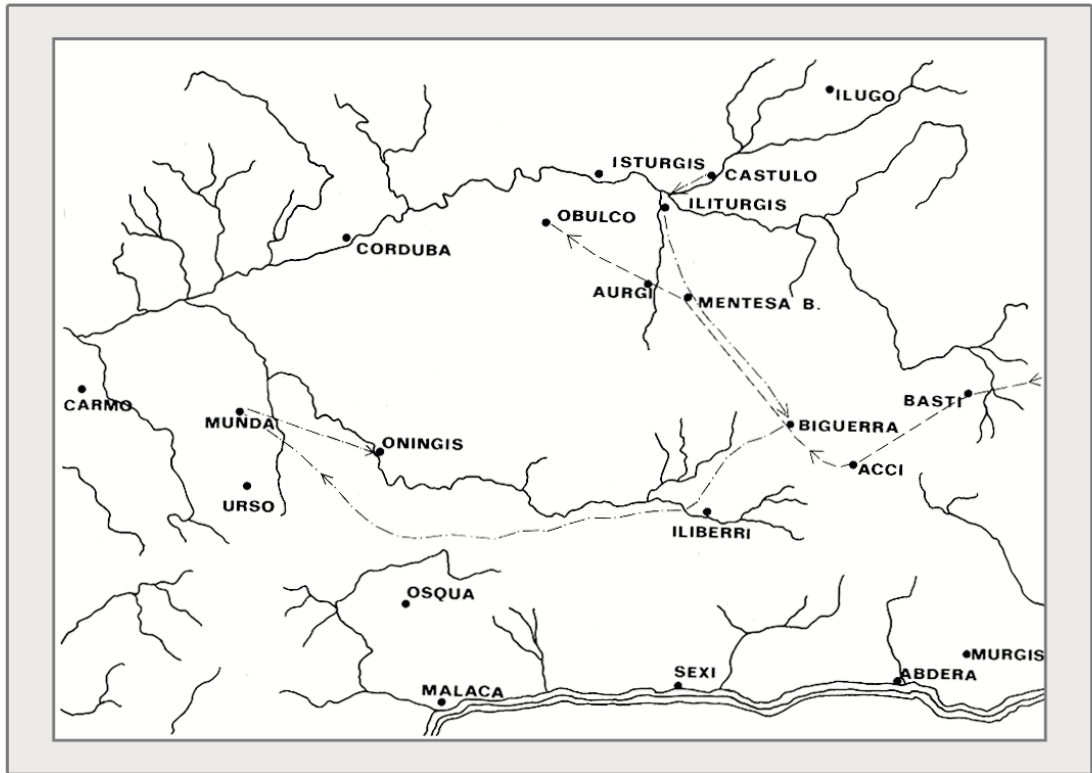 ILUGO
ISTURGIS
CASTULO
ILITURGIS
OBULCO
CORDUBA
AURGI
MENTESA B.
BASTI
CARMO
MUNDA
BIGUERRA
ONINGIS
ACCI
URSO
ILIBERRI
OSQUA
MURGIS
SEXI
ABDERA
MALACA